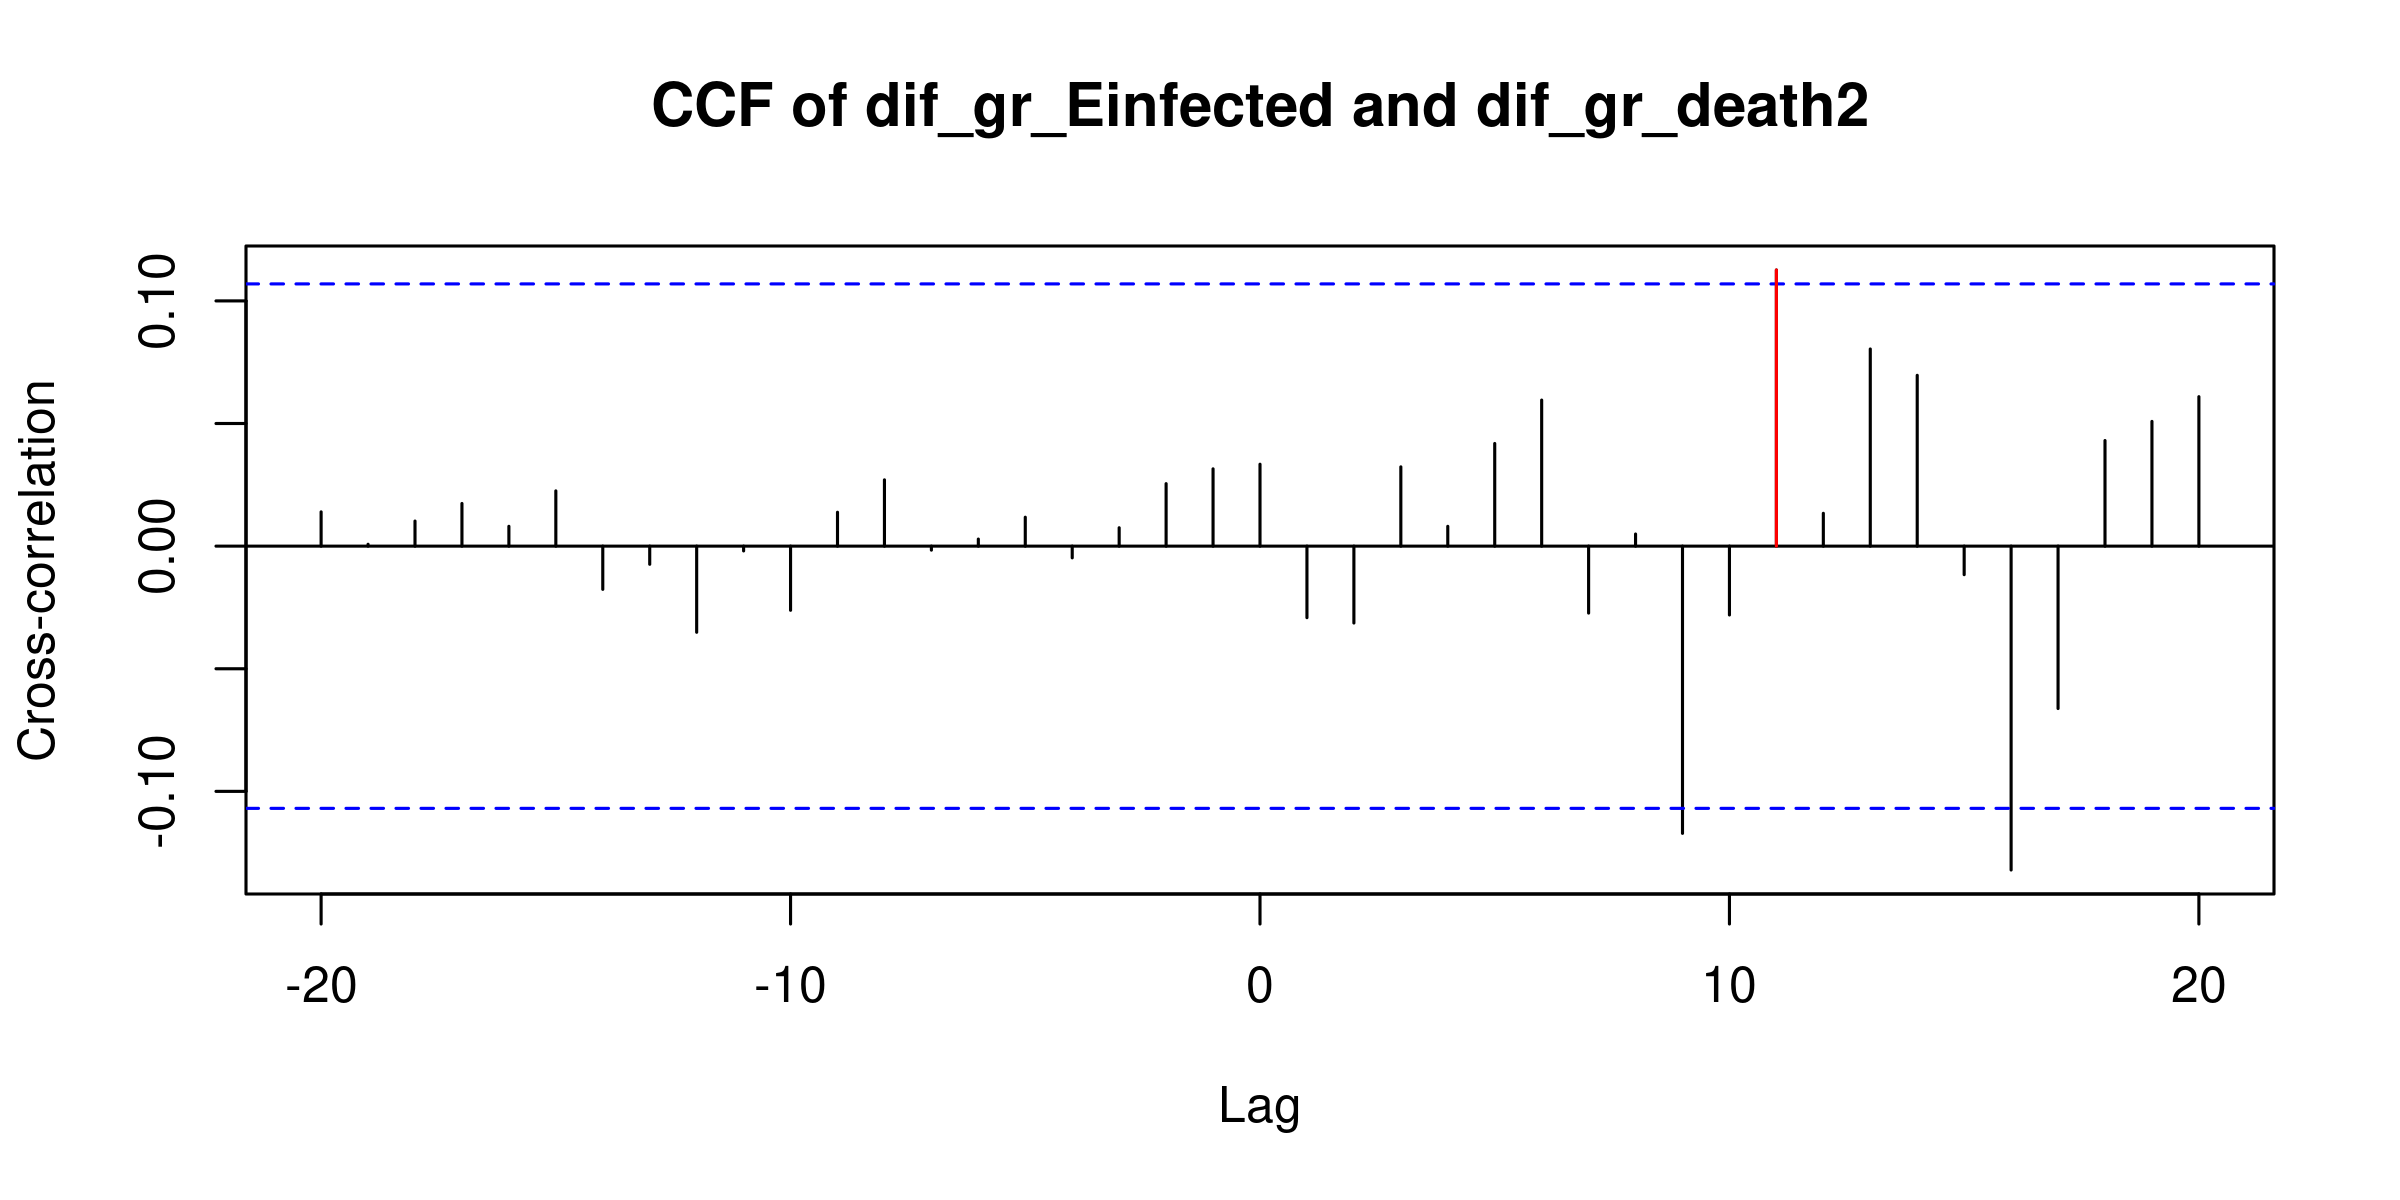 CCF of dif_gr_Einfected and dif_gr_death2
Cross-correlation
0.10
0.00
-0.10
-20 -10 0 10 20
Lag